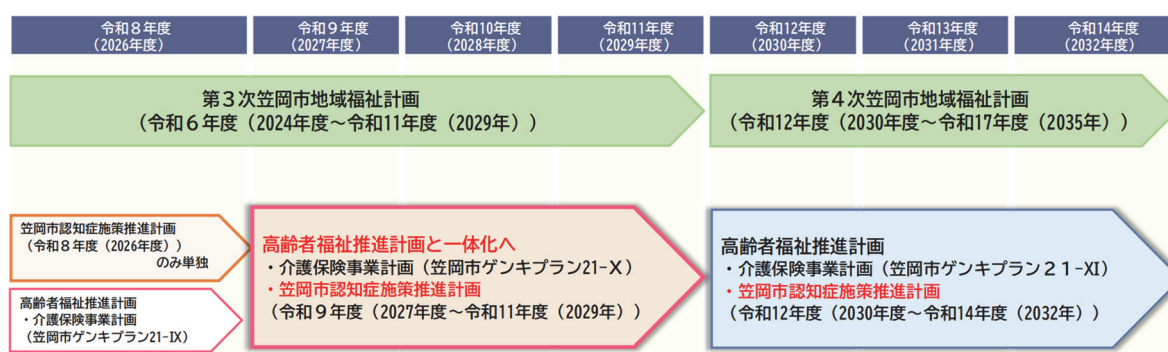 令和8年度
（2026年度）
令和9年度
（2027年度）
令和10年度
（2028年度）
令和11年度
（2029年度）
令和12年度
（2030年度）
令和13年度
（2031年度）
令和14年度
（2032年度）
第3次笠岡市地域福祉計画
（令和6年度（2024年度～令和11年度（2029年））
第4次笠岡市地域福祉計画
（令和12年度（2030年度～令和17年度（2035年））
笠岡市認知症施策推進計画
（令和8年度（2026年度））
のみ単独
高齢者福祉推進計画
・介護保険事業計画
（笠岡市ゲンキプラン21-Ⅸ）
高齢者福祉推進計画と一体化へ
・介護保険事業計画（笠岡市ゲンキプラン21-Ⅹ）
・笠岡市認知症施策推進計画
（令和9年度（2027年度～令和11年度（2029年））
高齢者福祉推進計画
・介護保険事業計画（笠岡市ゲンキプラン２１-Ⅺ）
・笠岡市認知症施策推進計画
（令和12年度（2030年度～令和14年度（2032年））